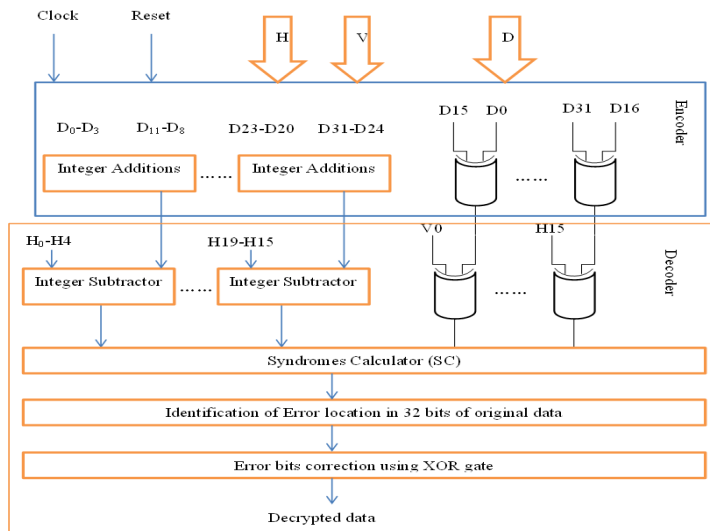 Clock Reset
H V D
D15 D0 D31 D16
Encoder
D₀-D₃ D₁₁-D₈ D23-D20 D31-D24
Integer Additions ...... Integer Additions
......
V0 H15
H₀-H4 H19-H15
Decoder
Integer Subtractor ...... Integer Subtractor
......
Syndromes Calculator (SC)
Identification of Error location in 32 bits of original data
Error bits correction using XOR gate
Decrypted data